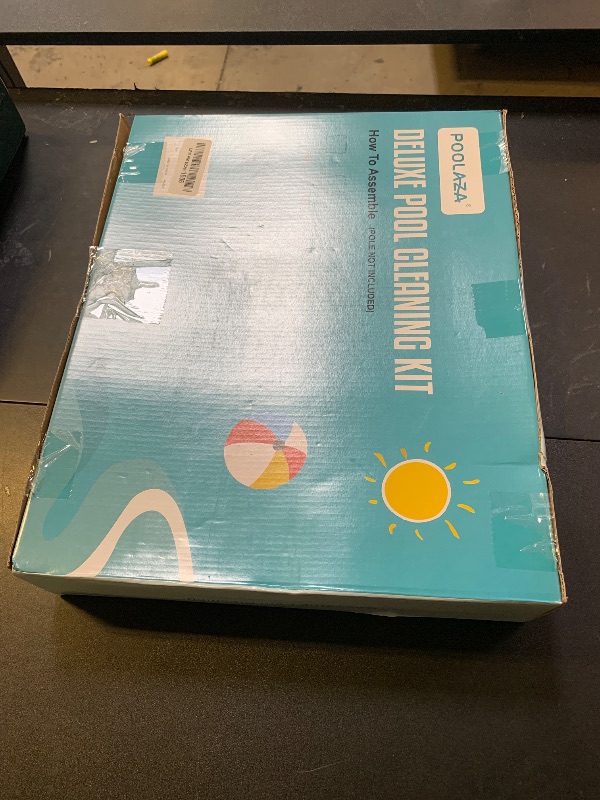 POOLAZA®
DELUXE POOL CLEANING KIT
How To Assemble (POLE NOT INCLUDED)